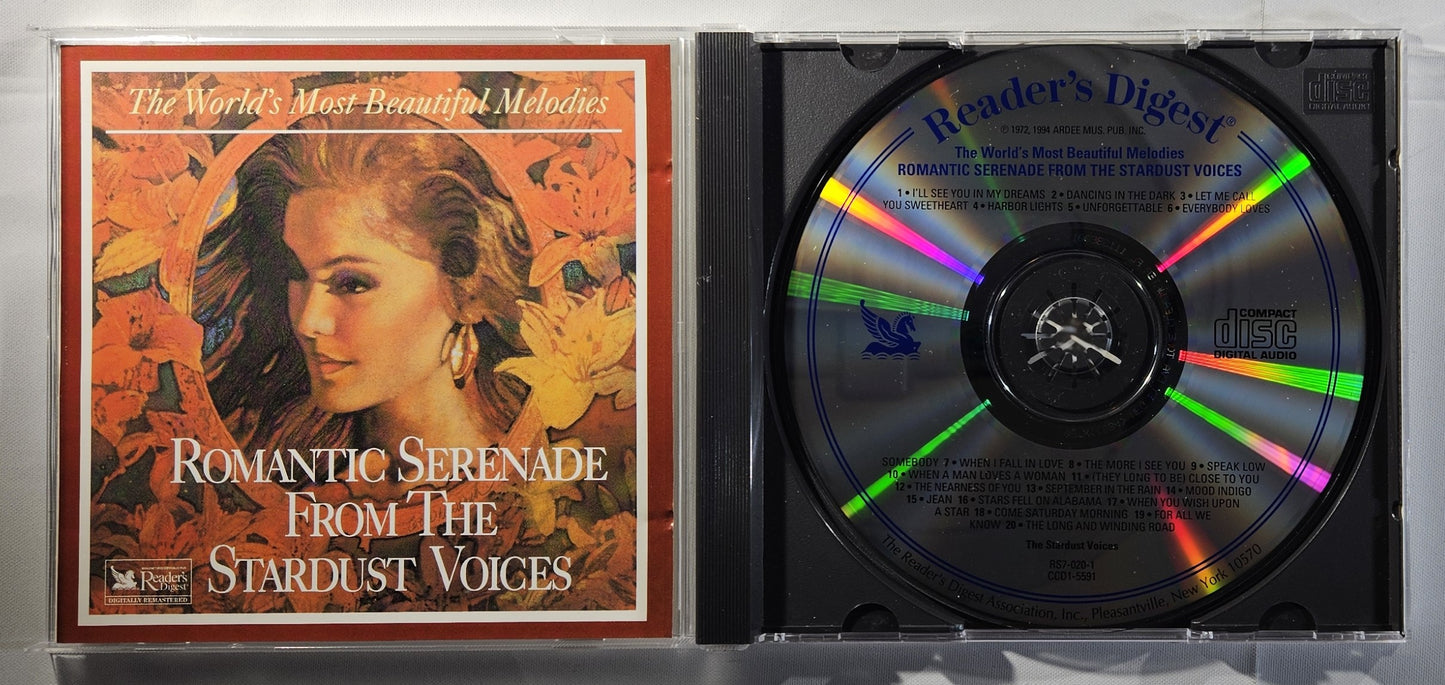 The World's Most Beautiful Melodies
ROMANTIC SERENADE
FROM THE
STARDUST VOICES
Reader's
Digest
DIGITALLY REMASTERED
COMPACT
disc
DIGITAL AUDIO
Reader's Digest®
© 1972, 1994 ARDEE MUS. PUB. INC.
The World's Most Beautiful Melodies
ROMANTIC SERENADE FROM THE STARDUST VOICES
1 • I'LL SEE YOU IN MY DREAMS 2 • DANCING IN THE DARK 3 • LET ME CALL
YOU SWEETHEART 4 • HARBOR LIGHTS 5 • UNFORGETTABLE 6 • EVERYBODY LOVES
COMPACT
disc
DIGITAL AUDIO
SOMEBODY 7 • WHEN I FALL IN LOVE 8 • THE MORE I SEE YOU 9 • SPEAK LOW
10 • WHEN A MAN LOVES A WOMAN 11 • (THEY LONG TO BE) CLOSE TO YOU
12 • THE NEARNESS OF YOU 13 • SEPTEMBER IN THE RAIN 14 • MOOD INDIGO
15 • JEAN 16 • STARS FELL ON ALABAMA 17 • WHEN YOU WISH UPON
A STAR 18 • COME SATURDAY MORNING 19 • FOR ALL WE
KNOW 20 • THE LONG AND WINDING ROAD
The Stardust Voices
RS7-020-1
CCD1-5591
The Reader's Digest Association, Inc., Pleasantville, New York 10570